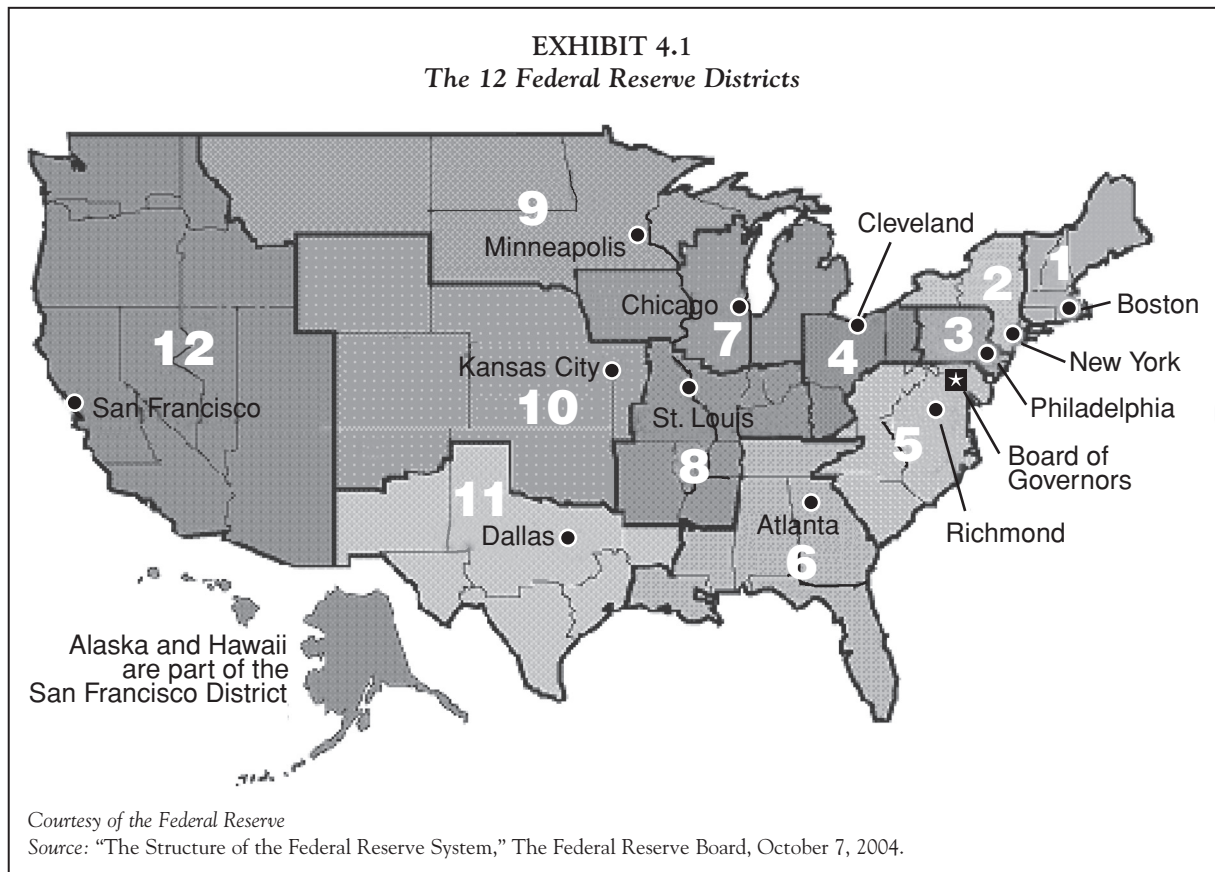 EXHIBIT 4.1
The 12 Federal Reserve Districts
9
Minneapolis
Cleveland
2
1
Boston
Chicago
7
12
4
3
New York
Kansas City
10
San Francisco
St. Louis
Philadelphia
8
5
Board of
Governors
11
Dallas
Atlanta
6
Richmond
Alaska and Hawaii
are part of the
San Francisco District
Courtesy of the Federal Reserve
Source: “The Structure of the Federal Reserve System,” The Federal Reserve Board, October 7, 2004.